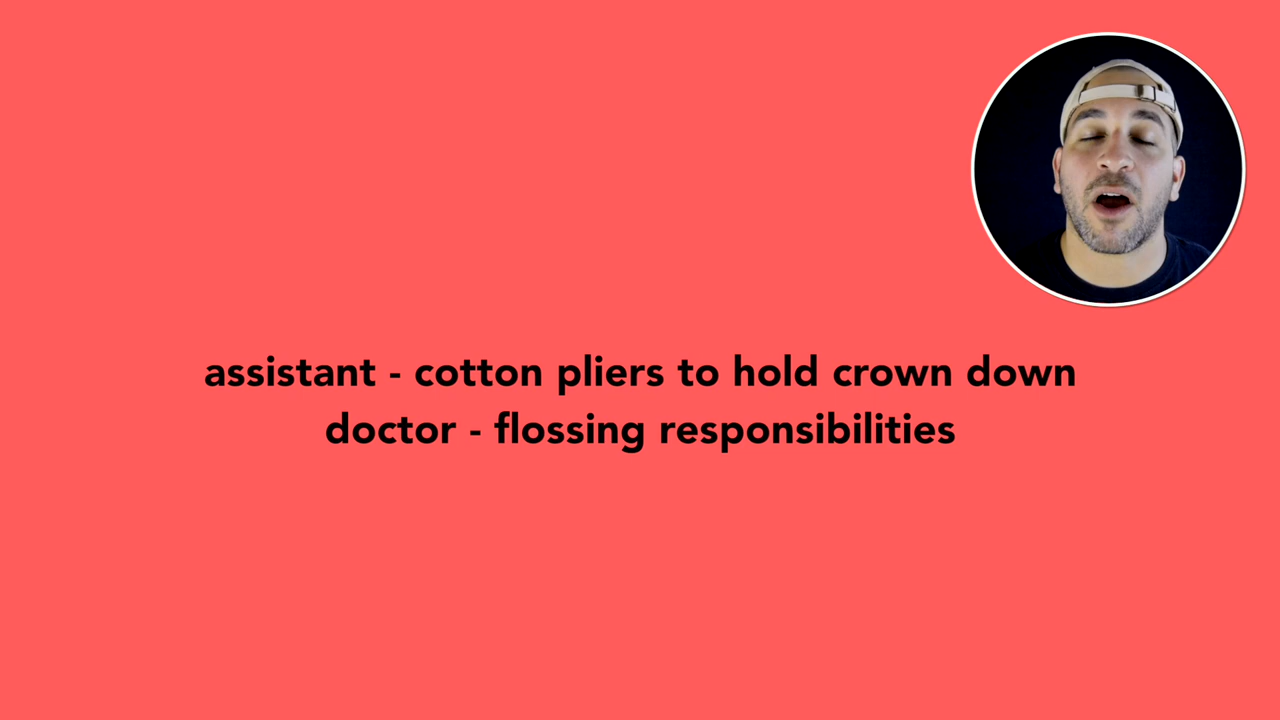 assistant - cotton pliers to hold crown down
doctor - flossing responsibilities